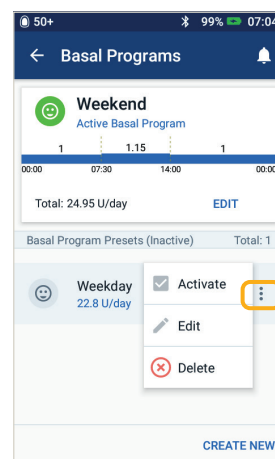 50+ 99% 07:04
Basal Programs
Weekend
Active Basal Program
1 1.15 1
00:00 07:30 14:00 00:00
Total: 24.95 U/day EDIT
Basal Program Presets (Inactive) Total: 1
Weekday
22.8 U/day
Activate
Edit
Delete
CREATE NEW